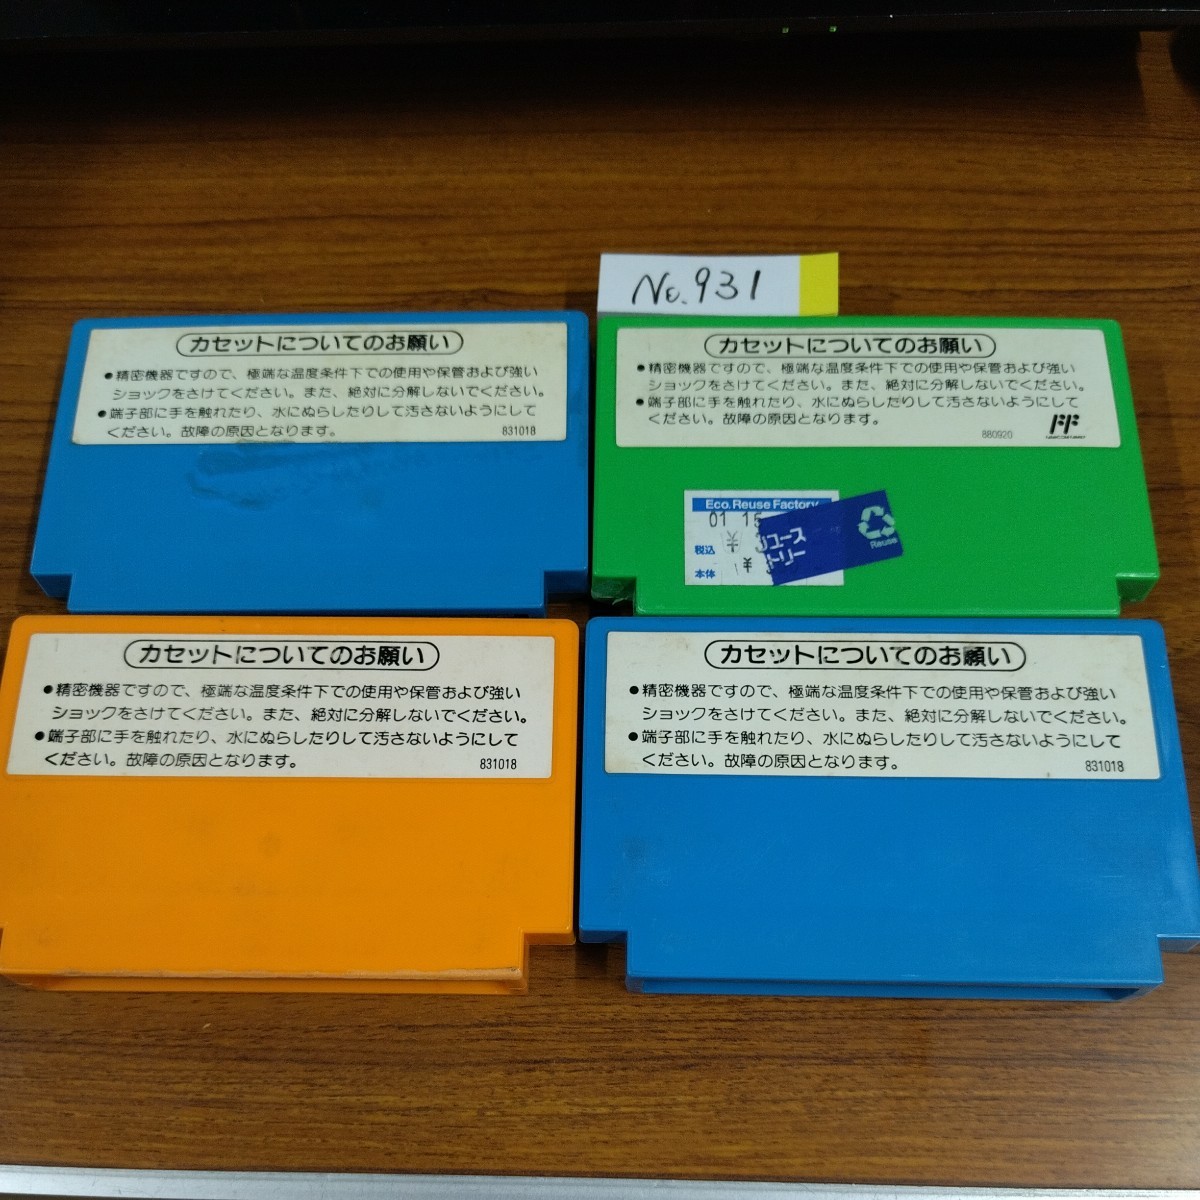 No.931
カセットについてのお願い
●精密機器ですので、極端な温度条件下での使用や保管および強い
ショックをさけてください。また、絶対に分解しないでください。
●端子部に手を触れたり、水にぬらしたりして汚さないようにして
ください。故障の原因となります。
831018
カセットについてのお願い
●精密機器ですので、極端な温度条件下での使用や保管および強い
ショックをさけてください。また、絶対に分解しないでください。
●端子部に手を触れたり、水にぬらしたりして汚さないようにして
ください。故障の原因となります。
880920
FF
Eco. Reuse Factory
01 15
税込 ¥
本体 ¥
リユース
トリー
Reuse
カセットについてのお願い
●精密機器ですので、極端な温度条件下での使用や保管および強い
ショックをさけてください。また、絶対に分解しないでください。
●端子部に手を触れたり、水にぬらしたりして汚さないようにして
ください。故障の原因となります。
831018
カセットについてのお願い
●精密機器ですので、極端な温度条件下での使用や保管および強い
ショックをさけてください。また、絶対に分解しないでください。
●端子部に手を触れたり、水にぬらしたりして汚さないようにして
ください。故障の原因となります。
831018